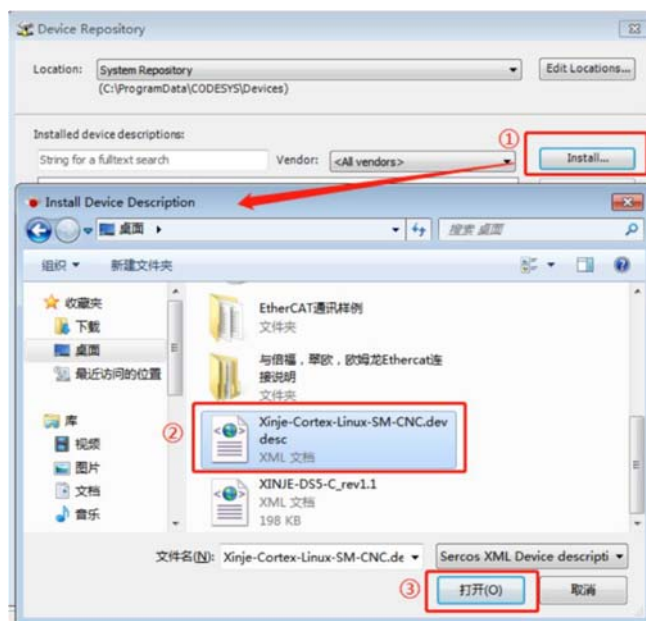 Device Repository
Location: System Repository Edit Locations...
(C:\ProgramData\CODESYS\Devices)
Installed device descriptions:
①
String for a fulltext search Vendor: <All vendors> Install...
Install Device Description
桌面 搜索 桌面
组织 新建文件夹
收藏夹
下载
桌面
最近访问的位置
库
视频
图片
文档
音乐
EtherCAT通讯样例
文件夹
与倍福，翠欧，欧姆龙Ethercat连
接说明
文件夹
②
Xinje-Cortex-Linux-SM-CNC.dev
desc
XML 文档
XINJE-DS5-C_rev1.1
XML 文档
198 KB
文件名(N): Xinje-Cortex-Linux-SM-CNC.de Sercos XML Device descripti
③ 打开(O) 取消